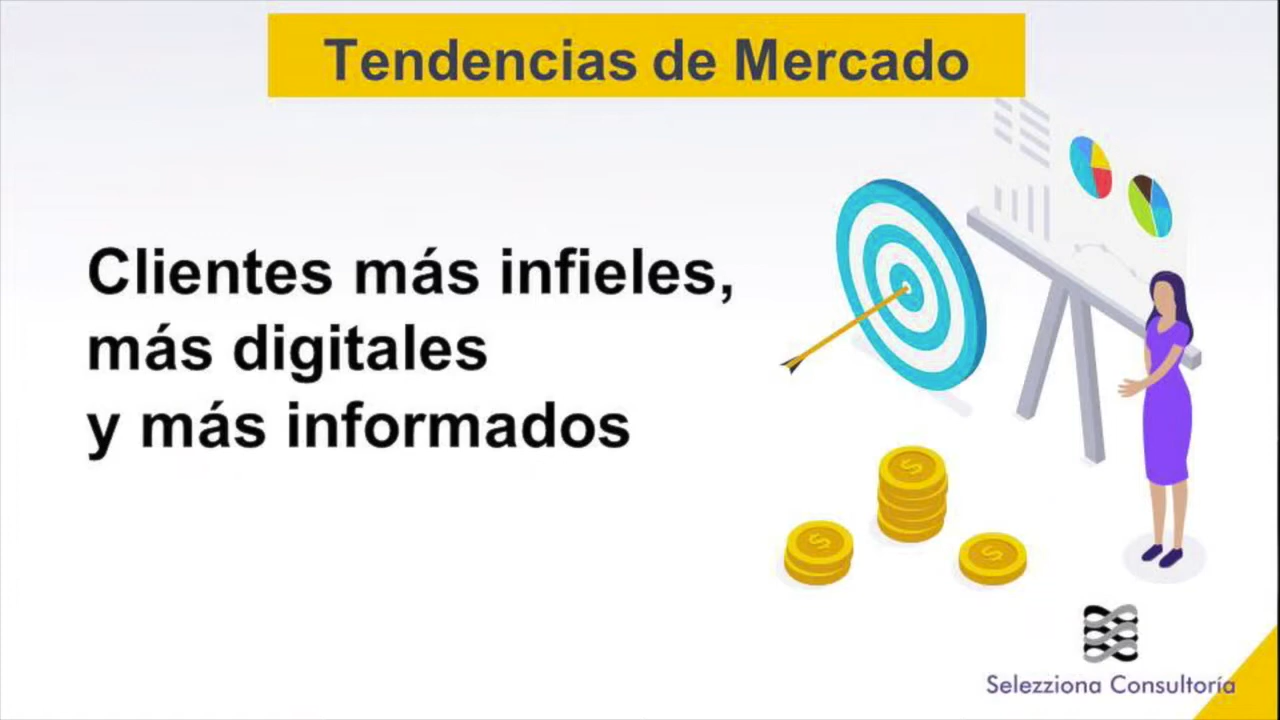 Tendencias de Mercado
Clientes más infieles,
más digitales
y más informados
Selezziona Consultoría